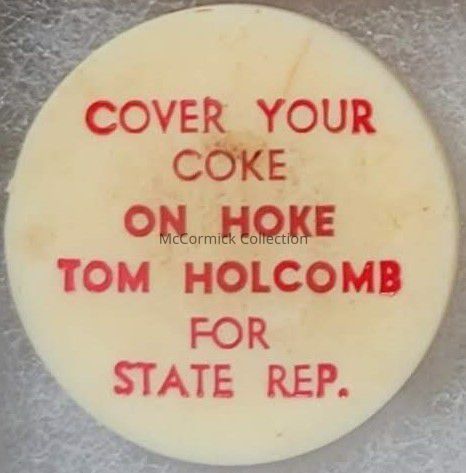 COVER YOUR
COKE
ON HOKE
McCormick Collection
TOM HOLCOMB
FOR
STATE REP.